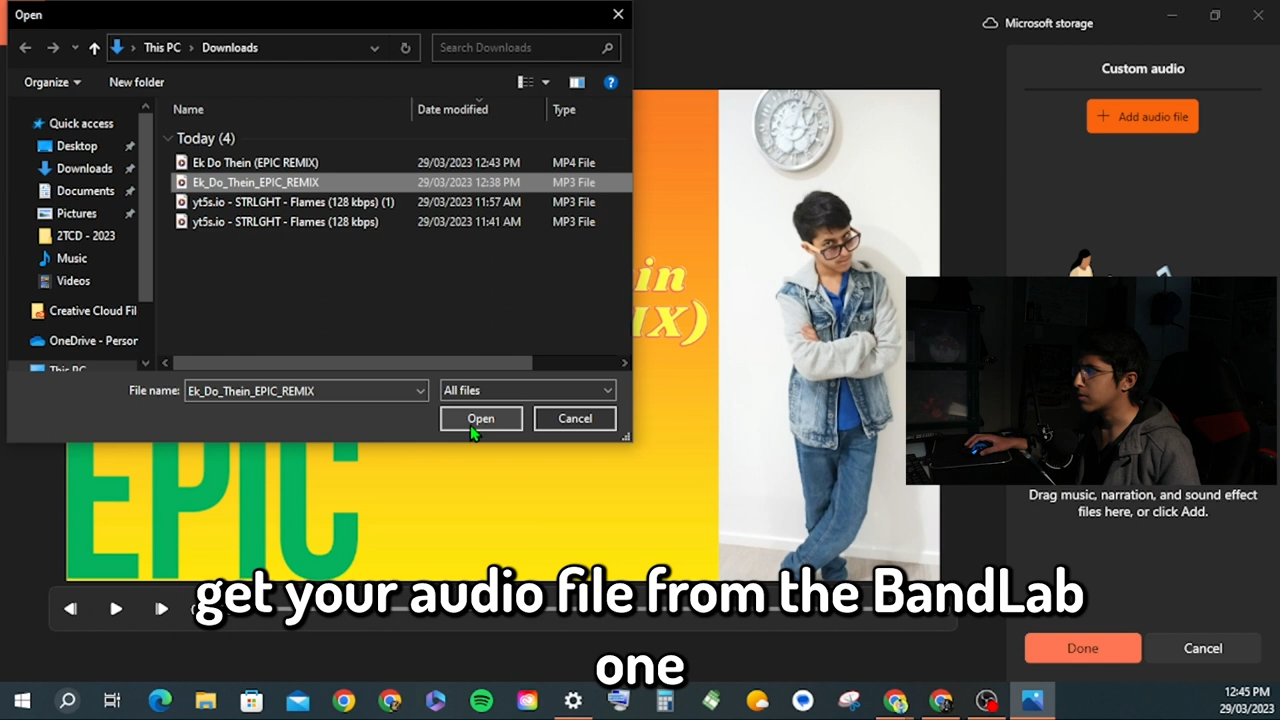 Open
Microsoft storage
This PC
Downloads
Search Downloads
Organize
New folder
Name
Date modified
Type
Quick access
Desktop
Downloads
Documents
Pictures
2TCD - 2023
Music
Videos
Creative Cloud Fil
OneDrive - Person
This PC
Today (4)
Ek Do Thein (EPIC REMIX) 29/03/2023 12:43 PM MP4 File
Ek_Do_Thein_EPIC_REMIX 29/03/2023 12:38 PM MP3 File
yt5s.io - STRLGHT - Flames (128 kbps) (1) 29/03/2023 11:57 AM MP3 File
yt5s.io - STRLGHT - Flames (128 kbps) 29/03/2023 11:41 AM MP3 File
File name: Ek_Do_Thein_EPIC_REMIX
All files
Open
Cancel
Custom audio
+ Add audio file
Drag music, narration, and sound effect
files here, or click Add.
Done
Cancel
in
IX)
EPIC
get your audio file from the BandLab
one
12:45 PM
29/03/2023